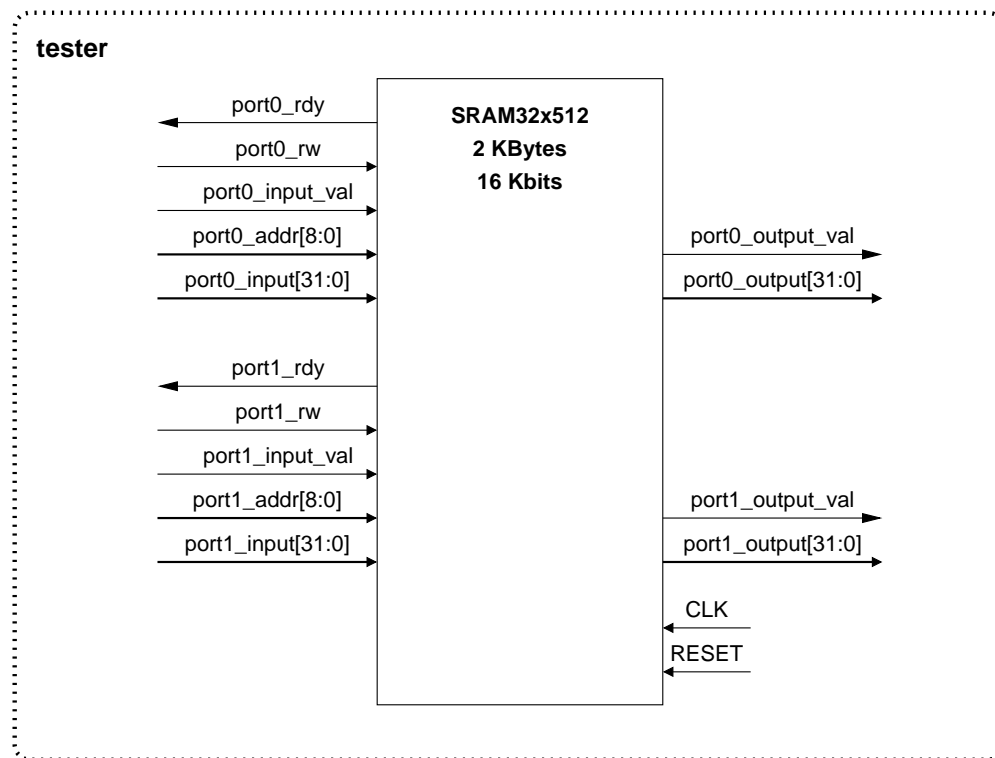 tester
SRAM32x512
2 KBytes
16 Kbits
port0_rdy
port0_rw
port0_input_val
port0_addr[8:0]
port0_input[31:0]
port0_output_val
port0_output[31:0]
port1_rdy
port1_rw
port1_input_val
port1_addr[8:0]
port1_input[31:0]
port1_output_val
port1_output[31:0]
CLK
RESET